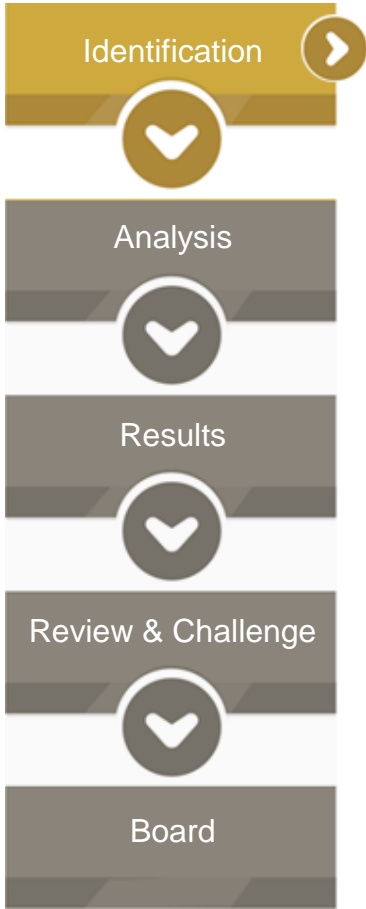 Identification
Analysis
Results
Review & Challenge
Board